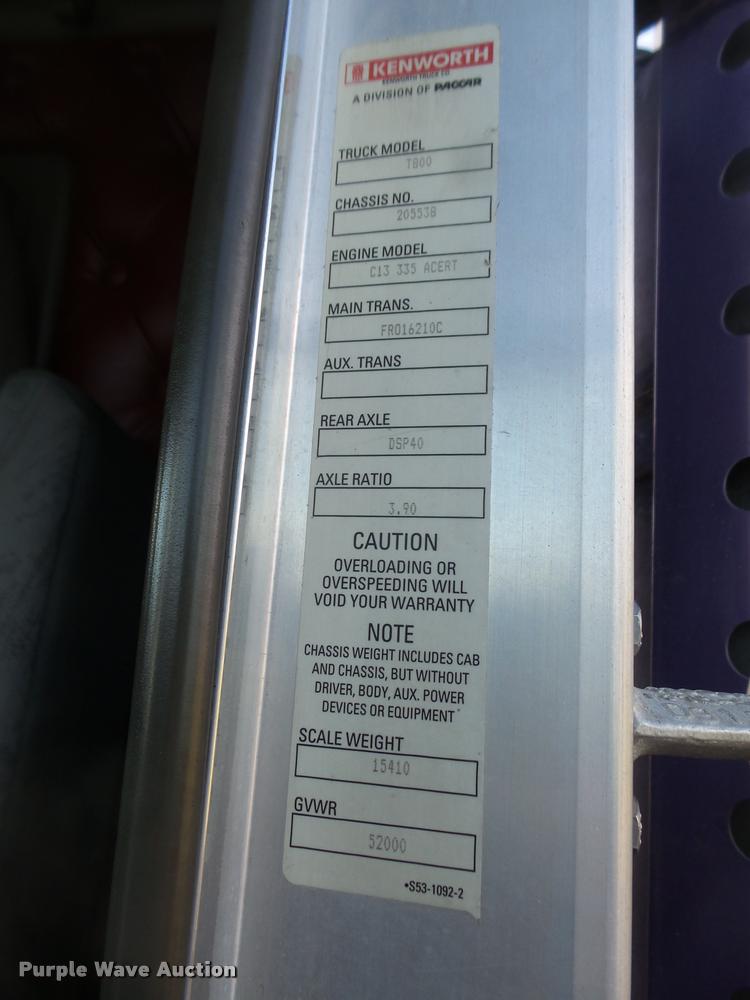 KENWORTH
KENWORTH TRUCK CO.
A DIVISION OF PACCAR
TRUCK MODEL
T800
CHASSIS NO.
205538
ENGINE MODEL
C13 335 ACERT
MAIN TRANS.
FRO16210C
AUX. TRANS
REAR AXLE
DSP40
AXLE RATIO
3.90
CAUTION
OVERLOADING OR
OVERSPEEDING WILL
VOID YOUR WARRANTY
NOTE
CHASSIS WEIGHT INCLUDES CAB
AND CHASSIS, BUT WITHOUT
DRIVER, BODY, AUX. POWER
DEVICES OR EQUIPMENT
SCALE WEIGHT
15410
GVWR
52000
•S53-1092-2
Purple Wave Auction